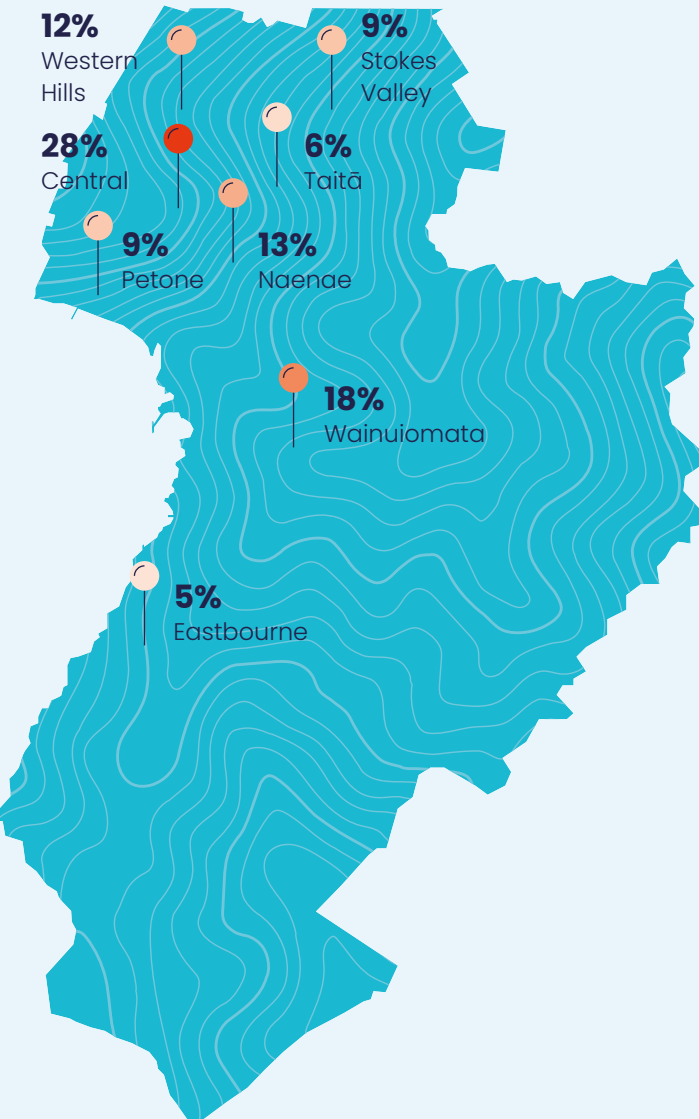 12%
Western
Hills
9%
Stokes
Valley
28%
Central
6%
Taitā
9%
Petone
13%
Naenae
18%
Wainuiomata
5%
Eastbourne